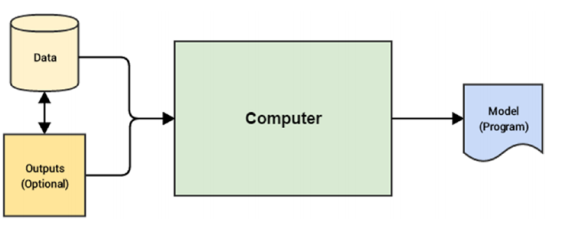 Data
Outputs
(Optional)
Computer
Model
(Program)